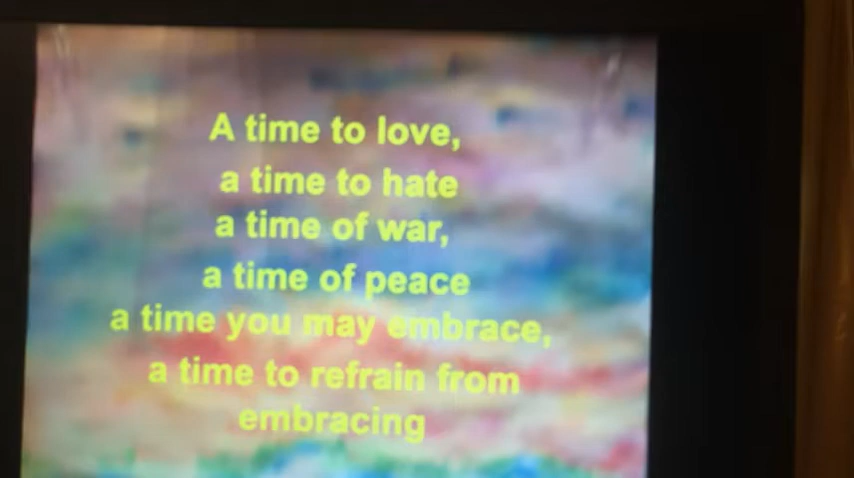 A time to love,
a time to hate
a time of war,
a time of peace
a time you may embrace,
a time to refrain from
embracing